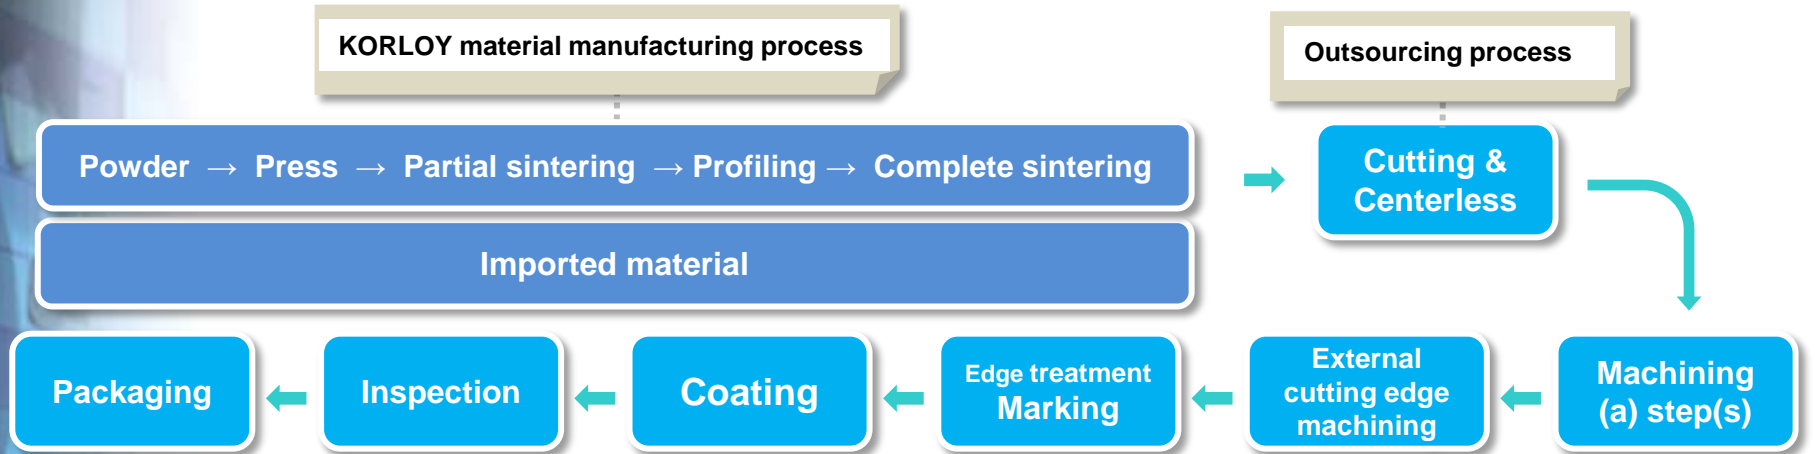 KORLOY material manufacturing process
Outsourcing process
Powder → Press → Partial sintering → Profiling → Complete sintering
Cutting &
Centerless
Imported material
Packaging
Inspection
Coating
Edge treatment
Marking
External
cutting edge
machining
Machining
(a) step(s)